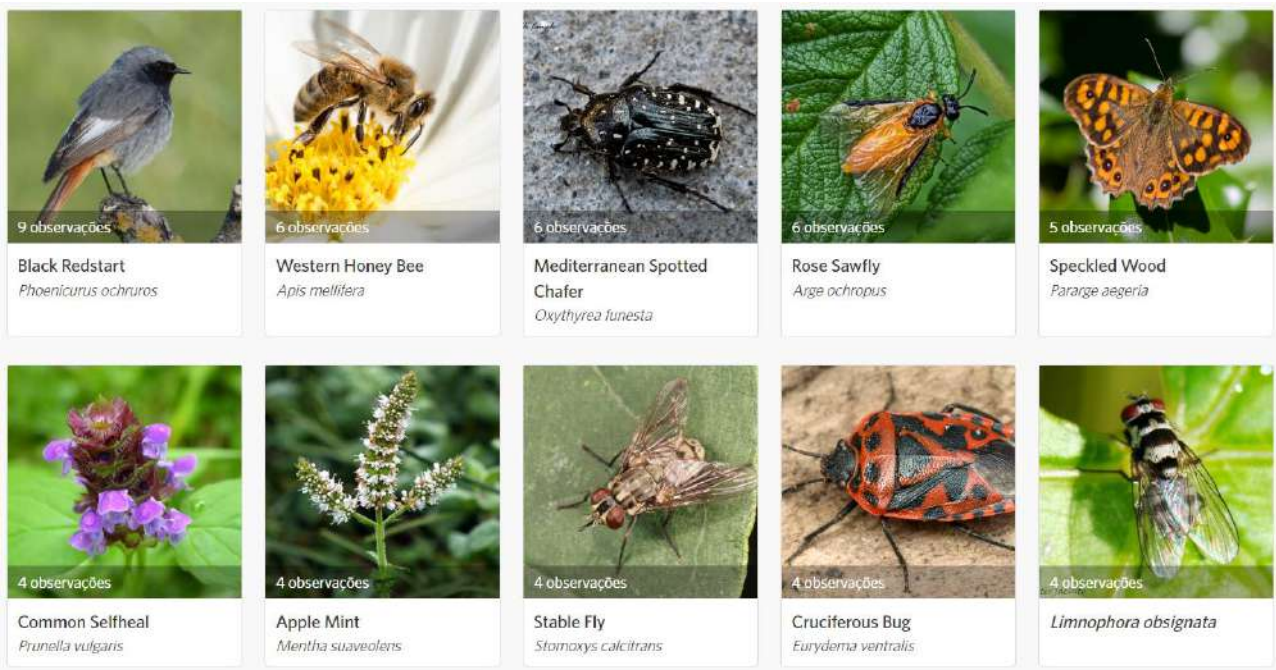 9 observações
6 observações
6 observações
6 observações
5 observações
Black Redstart
Phoenicurus ochruros
Western Honey Bee
Apis mellifera
Mediterranean Spotted
Chafer
Oxythyrea funesta
Rose Sawfly
Arge ochropus
Speckled Wood
Pararge aegeria
4 observações
4 observações
4 observações
4 observações
4 observações
Common Selfheal
Prunella vulgaris
Apple Mint
Mentha suaveolens
Stable Fly
Stomoxys calcitrans
Cruciferous Bug
Eurydema ventralis
Limnophora obsignata